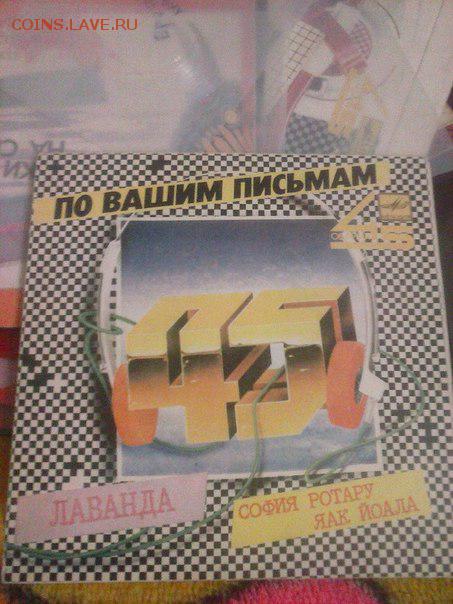 COINS.LAVE.RU
ПО ВАШИМ ПИСЬМАМ
45
ЛАВАНДА
СОФИЯ РОТАРУ
ЯАК ЙОАЛА